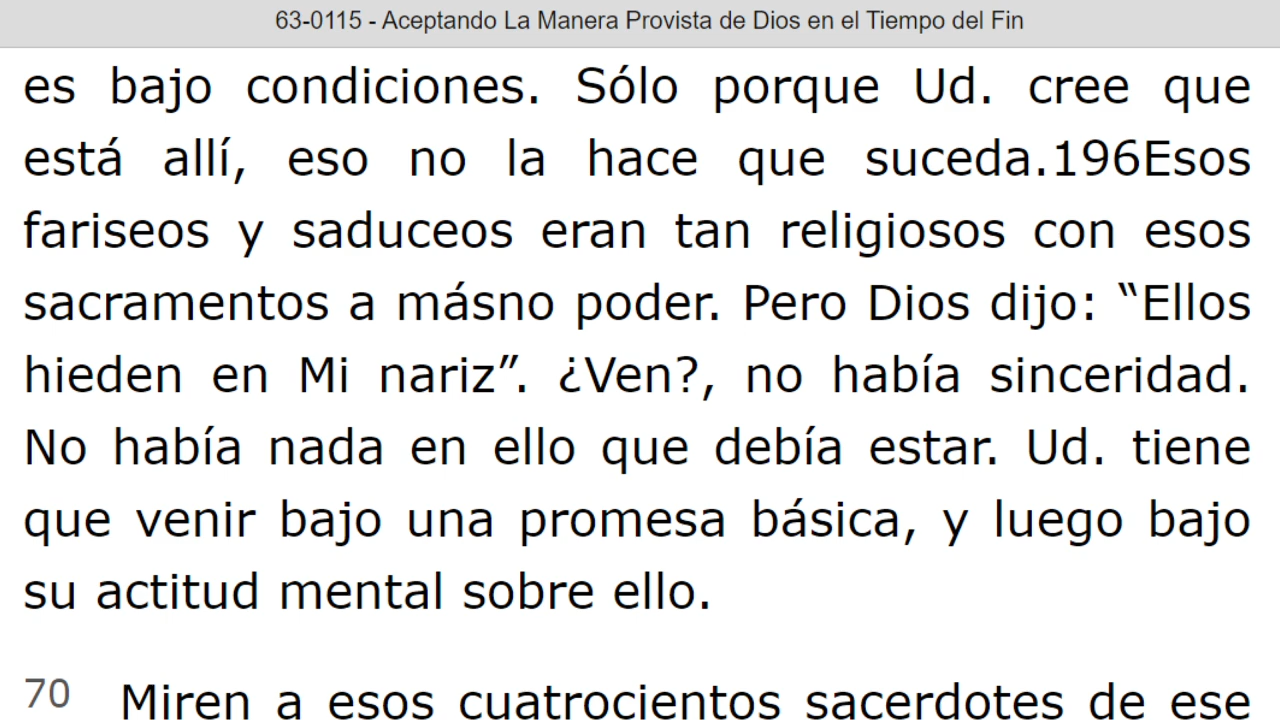 63-0115 - Aceptando La Manera Provista de Dios en el Tiempo del Fin
es bajo condiciones. Sólo porque Ud. cree que
está allí, eso no la hace que suceda.196Esos
fariseos y saduceos eran tan religiosos con esos
sacramentos a másno poder. Pero Dios dijo: “Ellos
hieden en Mi nariz”. ¿Ven?, no había sinceridad.
No había nada en ello que debía estar. Ud. tiene
que venir bajo una promesa básica, y luego bajo
su actitud mental sobre ello.
70 Miren a esos cuatrocientos sacerdotes de ese